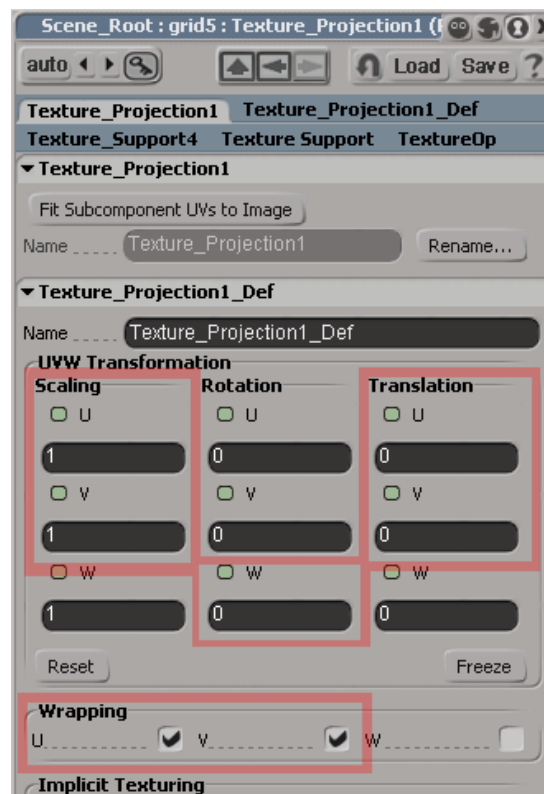 Scene_Root : grid5 : Texture_Projection1
auto Load Save ?
Texture_Projection1 Texture_Projection1_Def
Texture_Support4 Texture Support TextureOp
Texture_Projection1
Fit Subcomponent UVs to Image
Name Texture_Projection1 Rename...
Texture_Projection1_Def
Name Texture_Projection1_Def
UVW Transformation
Scaling Rotation Translation
U U U
1 0 0
V V V
1 0 0
W W W
1 0 0
Reset Freeze
Wrapping
U V W
Implicit Texturing